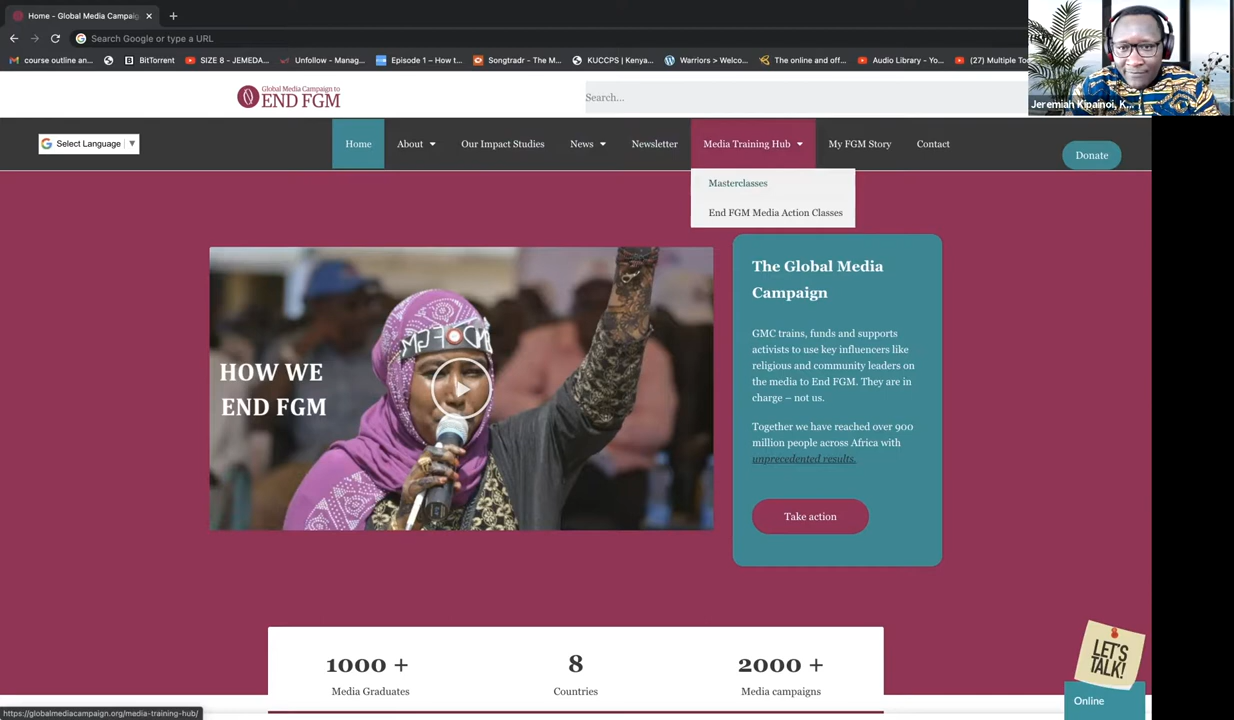 Home - Global Media Campaig
Search Google or type a URL
course outline an...
BitTorrent
SIZE 8 - JEMEDA...
Unfollow - Manag...
Episode 1 – How t...
Songtradr - The M...
KUCCPS | Kenya...
Warriors > Welco...
The online and off...
Audio Library - Yo...
(27) Multiple To
Jeremiah Kipainoi, K...
Global Media Campaign to
END FGM
Search...
Select Language
Home
About
Our Impact Studies
News
Newsletter
Media Training Hub
My FGM Story
Contact
Donate
Masterclasses
End FGM Media Action Classes
HOW WE
END FGM
The Global Media
Campaign
GMC trains, funds and supports
activists to use key influencers like
religious and community leaders on
the media to End FGM. They are in
charge – not us.
Together we have reached over 900
million people across Africa with
unprecedented results.
Take action
1000 +
Media Graduates
8
Countries
2000 +
Media campaigns
LET'S
TALK!
Online
https://globalmediacampaign.org/media-training-hub/